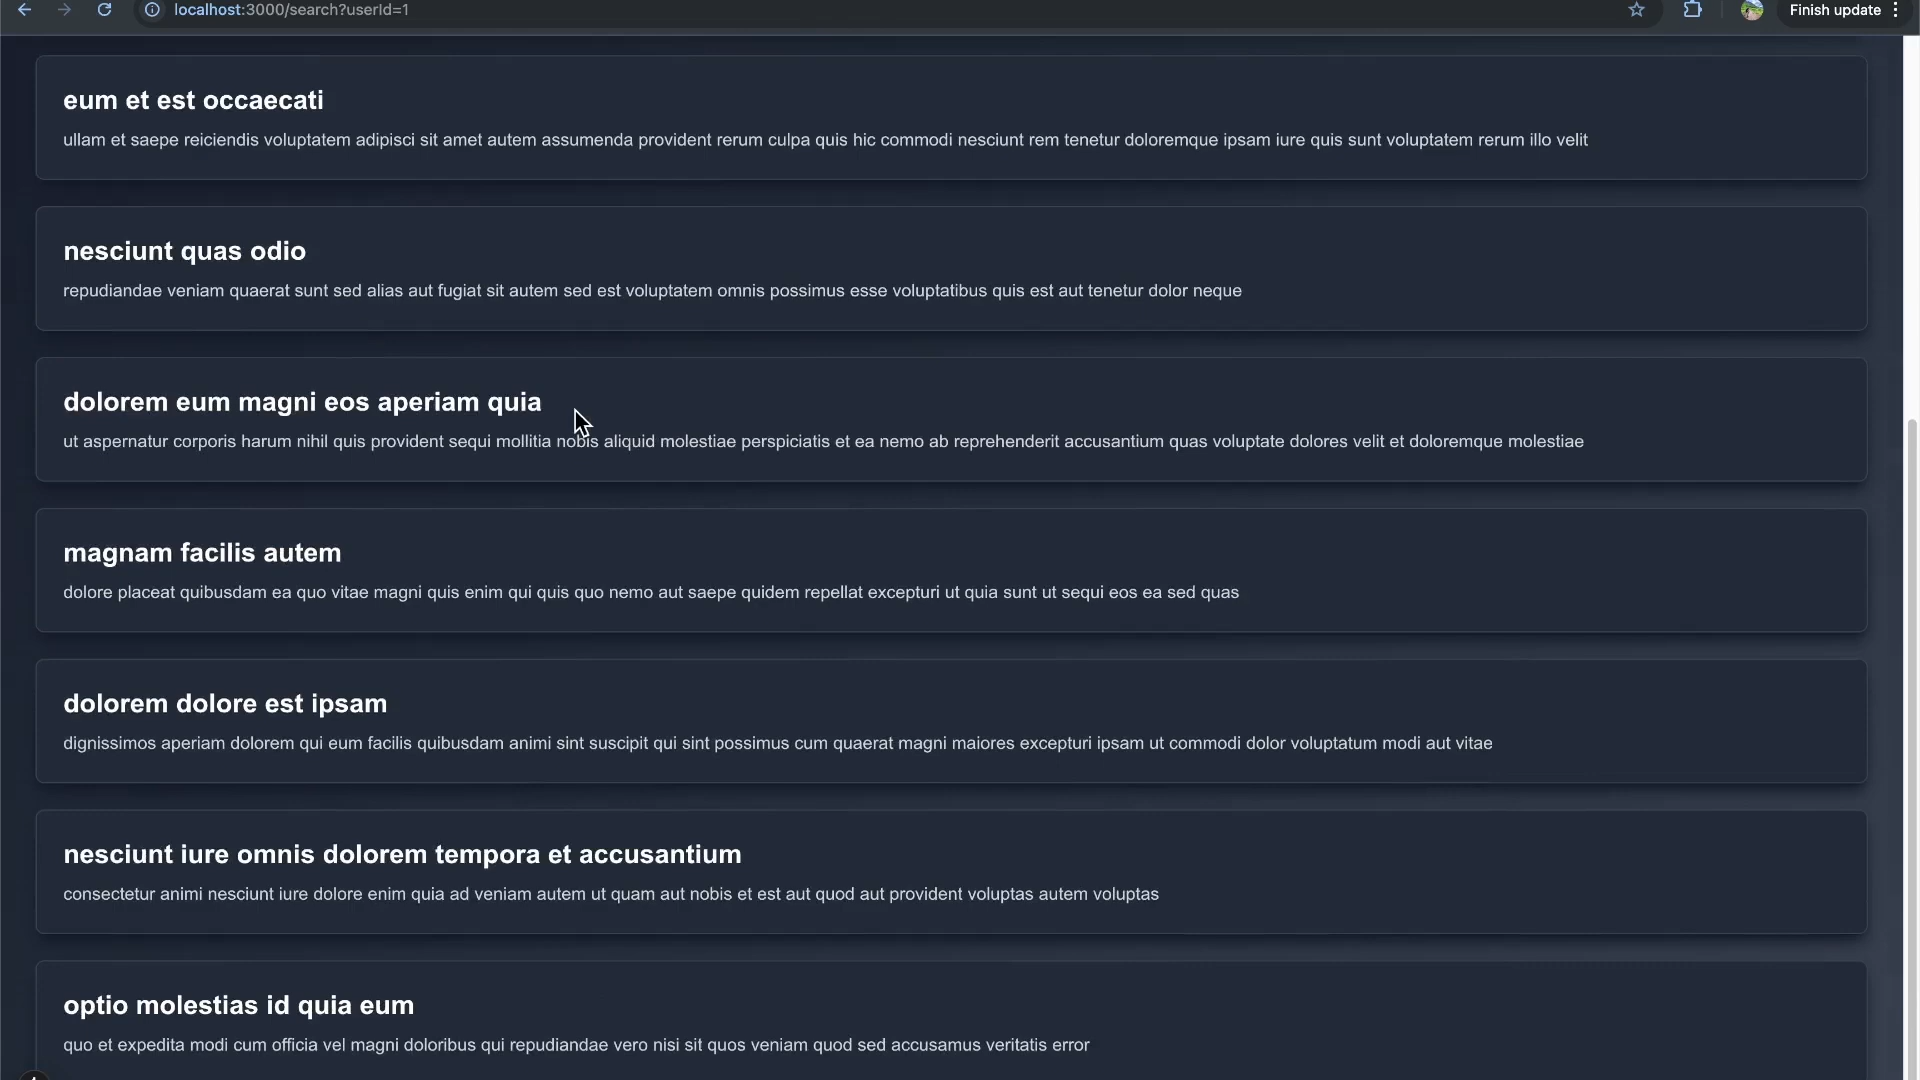 localhost:3000/search?userId=1
Finish update
eum et est occaecati
ullam et saepe reiciendis voluptatem adipisci sit amet autem assumenda provident rerum culpa quis hic commodi nesciunt rem tenetur doloremque ipsam iure quis sunt voluptatem rerum illo velit
nesciunt quas odio
repudiandae veniam quaerat sunt sed alias aut fugiat sit autem sed est voluptatem omnis possimus esse voluptatibus quis est aut tenetur dolor neque
dolorem eum magni eos aperiam quia
ut aspernatur corporis harum nihil quis provident sequi mollitia nobis aliquid molestiae perspiciatis et ea nemo ab reprehenderit accusantium quas voluptate dolores velit et doloremque molestiae
magnam facilis autem
dolore placeat quibusdam ea quo vitae magni quis enim qui quis quo nemo aut saepe quidem repellat excepturi ut quia sunt ut sequi eos ea sed quas
dolorem dolore est ipsam
dignissimos aperiam dolorem qui eum facilis quibusdam animi sint suscipit qui sint possimus cum quaerat magni maiores excepturi ipsam ut commodi dolor voluptatum modi aut vitae
nesciunt iure omnis dolorem tempora et accusantium
consectetur animi nesciunt iure dolore enim quia ad veniam autem ut quam aut nobis et est aut quod aut provident voluptas autem voluptas
optio molestias id quia eum
quo et expedita modi cum officia vel magni doloribus qui repudiandae vero nisi sit quos veniam quod sed accusamus veritatis error